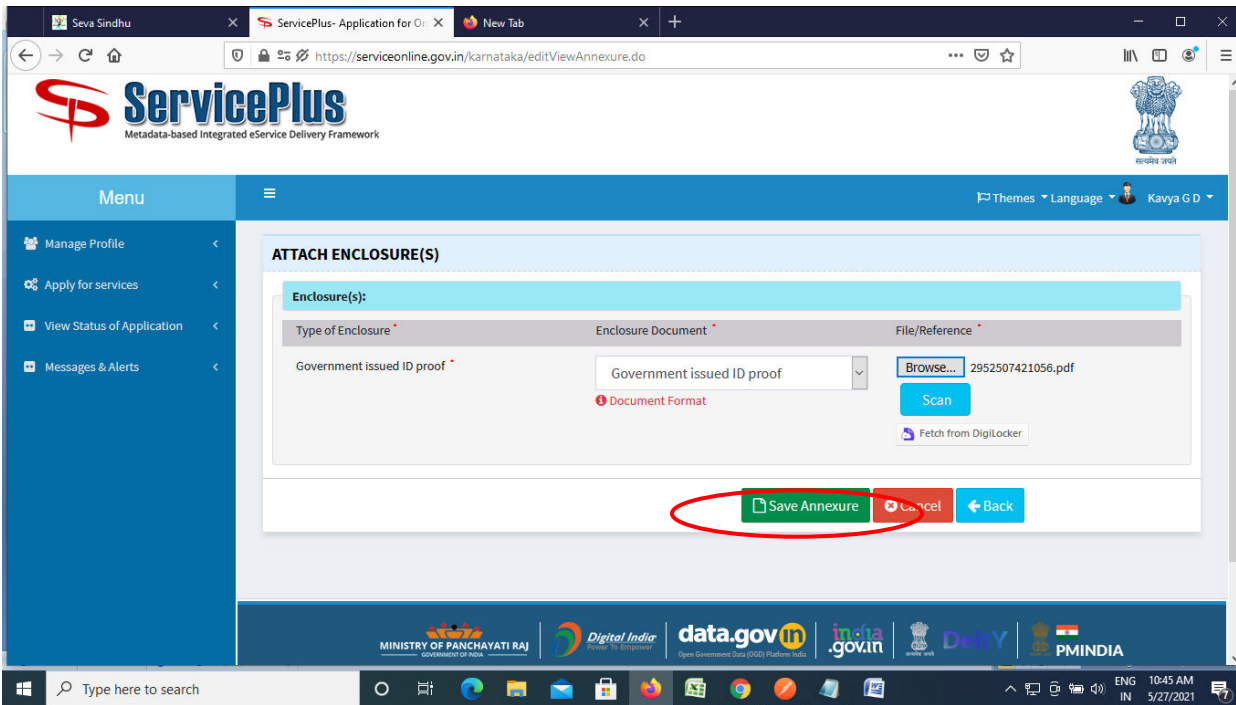 Seva Sindhu
ServicePlus- Application for On
New Tab
https://serviceonline.gov.in/karnataka/editViewAnnexure.do
ServicePlus
Metadata-based Integrated eService Delivery Framework
सत्यमेव जयते
Menu
Themes Language Kavya G D
Manage Profile
Apply for services
View Status of Application
Messages & Alerts
ATTACH ENCLOSURE(S)
Enclosure(s):
Type of Enclosure * Enclosure Document * File/Reference *
Government issued ID proof * Government issued ID proof Browse... 2952507421056.pdf
Document Format Scan
Fetch from DigiLocker
Save Annexure Cancel Back
MINISTRY OF PANCHAYATI RAJ
GOVERNMENT OF INDIA
Digital India
Power To Empower
data.gov in
Open Government Data (OGD) Platform India
india
.gov.in
DeitY
PMINDIA
Type here to search
ENG 10:45 AM
IN 5/27/2021
7